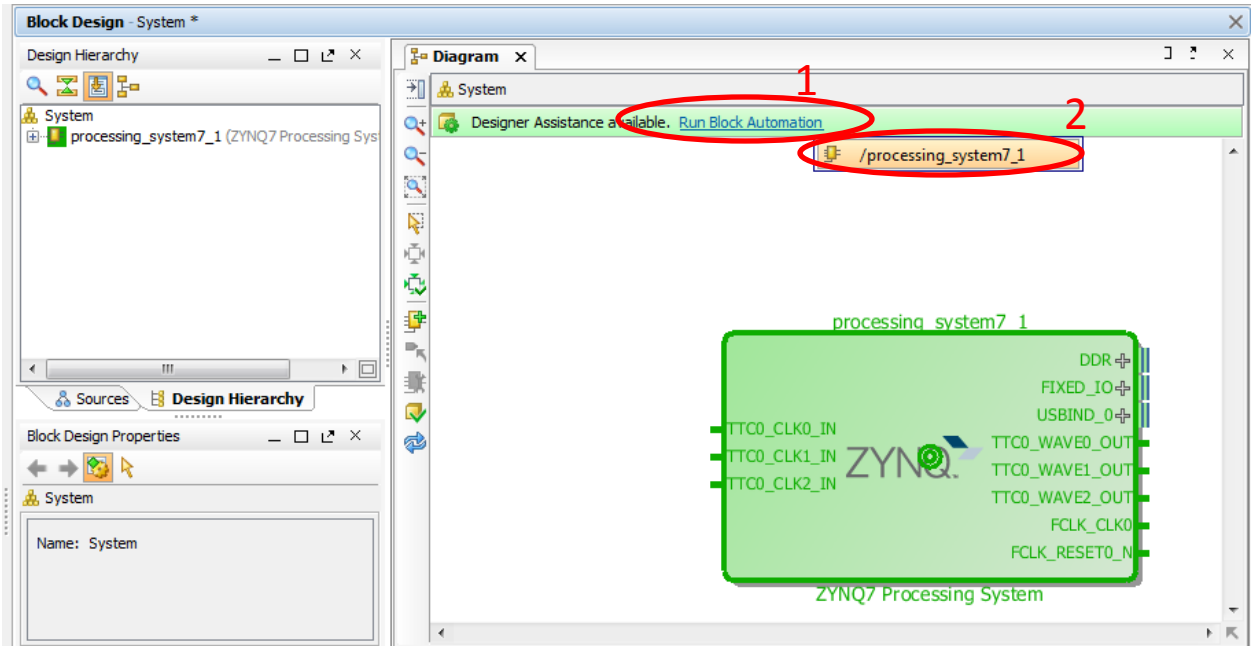 Block Design - System *
Design Hierarchy
System
processing_system7_1 (ZYNQ7 Processing Sys
Sources
Design Hierarchy
Block Design Properties
System
Name: System
Diagram
System
1
Designer Assistance available. Run Block Automation
2
/processing_system7_1
processing_system7_1
DDR
FIXED_IO
USBIND_0
TTC0_CLK0_IN
TTC0_CLK1_IN
TTC0_CLK2_IN
ZYNQ
TTC0_WAVE0_OUT
TTC0_WAVE1_OUT
TTC0_WAVE2_OUT
FCLK_CLK0
FCLK_RESET0_N
ZYNQ7 Processing System